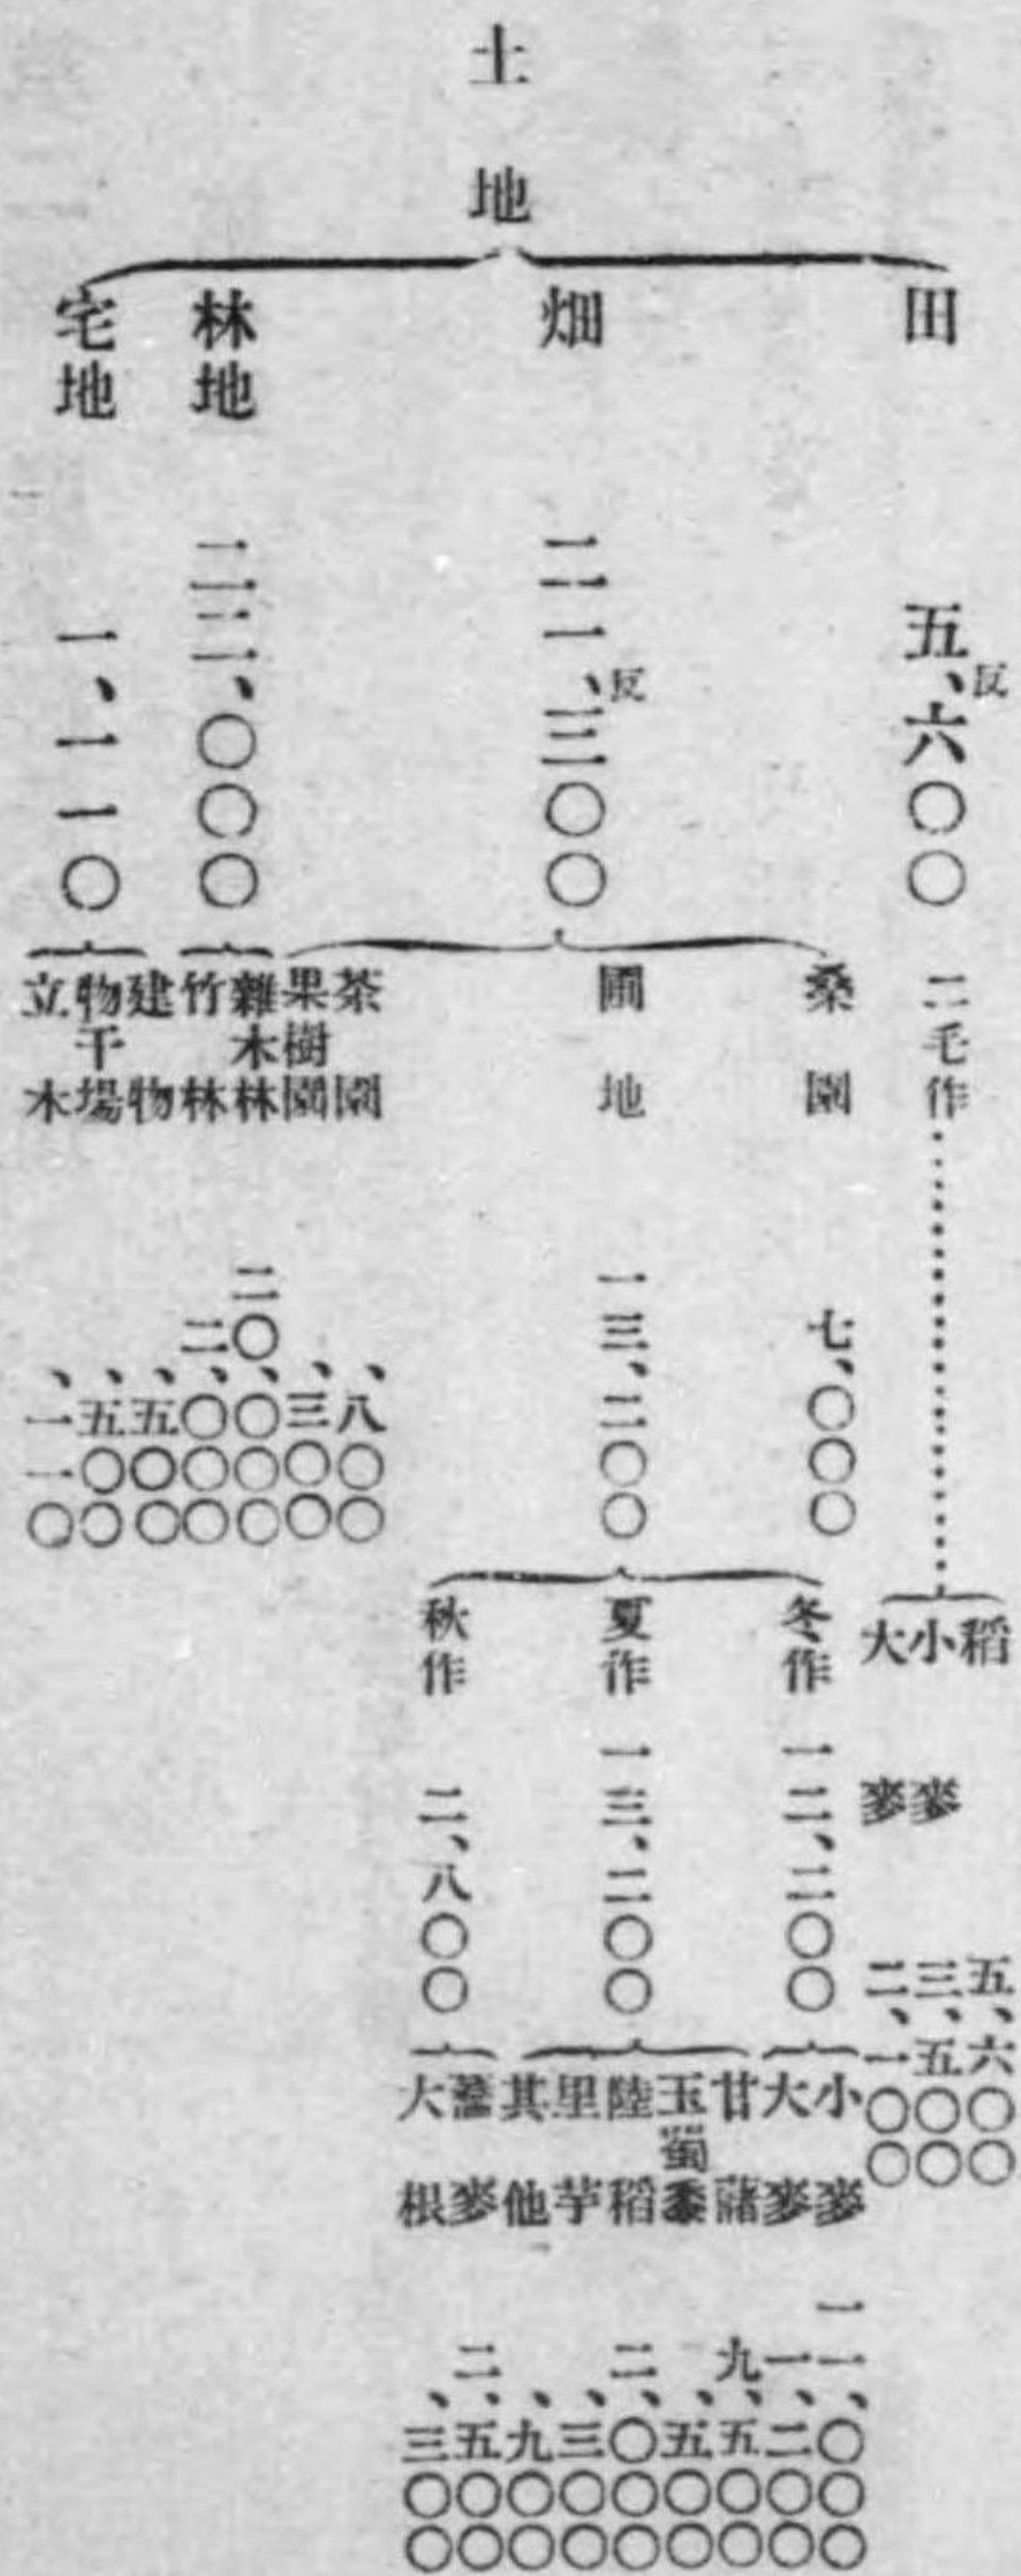 土地
田 五、六〇〇反
二毛作
稻 五、六〇〇
小麥 三、五〇〇
大麥 二、一〇〇
畑 二一、三〇〇反
桑園 七、〇〇〇
圃地 一三、二〇〇
冬作 一二、二〇〇
小麥 一一、〇〇〇
大麥 一、二〇〇
夏作 一三、二〇〇
甘藷 九、五〇〇
玉蜀黍 、五〇〇
陸稻 二、〇〇〇
里芋 、三〇〇
其他 、九〇〇
秋作 二、八〇〇
蕎麥 二、五〇〇
大根 、三〇〇
茶園 、八〇〇
果樹園 、三〇〇
林地 二二、〇〇〇
雜木林 二〇、〇〇〇
竹林 二、〇〇〇
宅地 一、一一〇
建物 、五〇〇
物干場 、五〇〇
立木 、一一〇